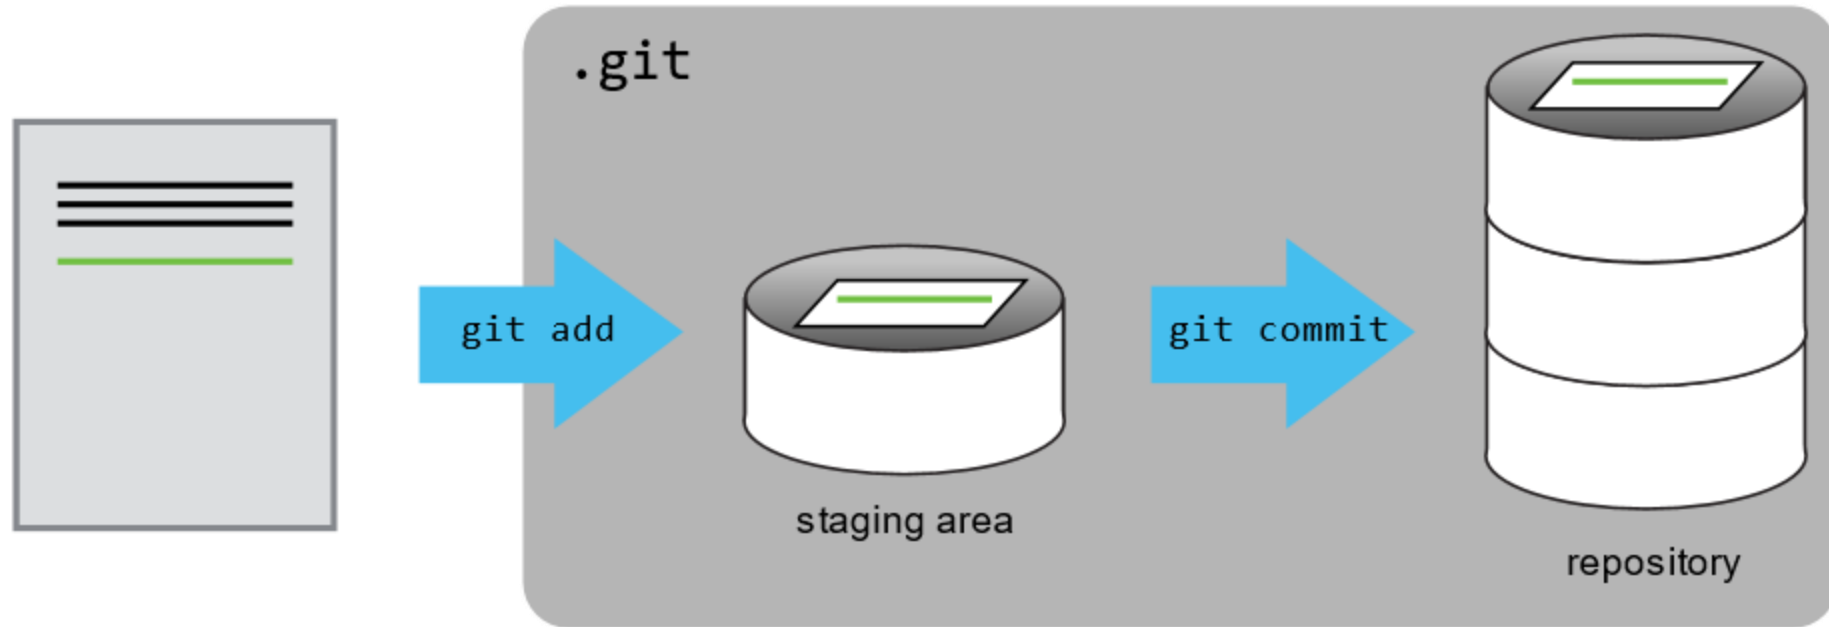 .git
git add
git commit
staging area
repository